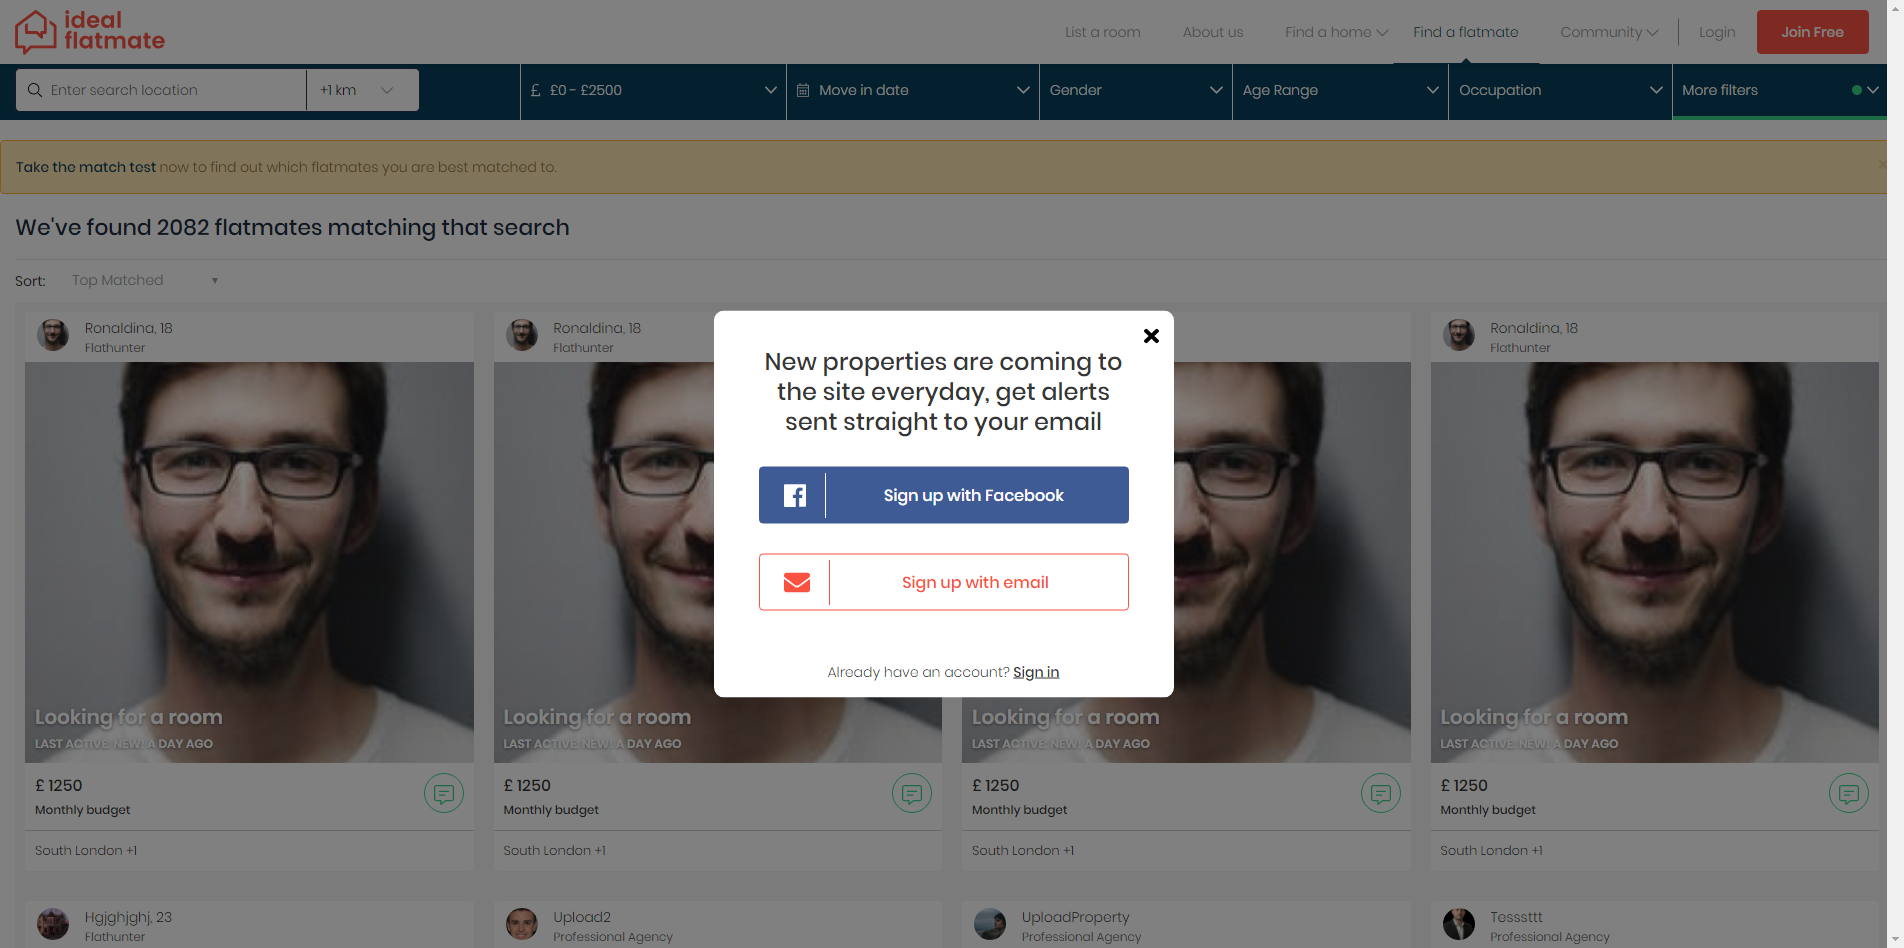 ideal
flatmate
List a room
About us
Find a home
Find a flatmate
Community
Login
Join Free
Enter search location
+1 km
£ £0 - £2500
Move in date
Gender
Age Range
Occupation
More filters
Take the match test now to find out which flatmates you are best matched to.
We've found 2082 flatmates matching that search
Sort: Top Matched
Ronaldina, 18
Flathunter
Ronaldina, 18
Flathunter
Ronaldina, 18
Flathunter
New properties are coming to
the site everyday, get alerts
sent straight to your email
Sign up with Facebook
Sign up with email
Already have an account? Sign in
Looking for a room
LAST ACTIVE: NEW! A DAY AGO
£ 1250
Monthly budget
South London +1
Looking for a room
LAST ACTIVE: NEW! A DAY AGO
£ 1250
Monthly budget
South London +1
Looking for a room
LAST ACTIVE: NEW! A DAY AGO
£ 1250
Monthly budget
South London +1
Looking for a room
LAST ACTIVE: NEW! A DAY AGO
£ 1250
Monthly budget
South London +1
Hgjghjghj, 23
Flathunter
Upload2
Professional Agency
UploadProperty
Professional Agency
Tesssttt
Professional Agency